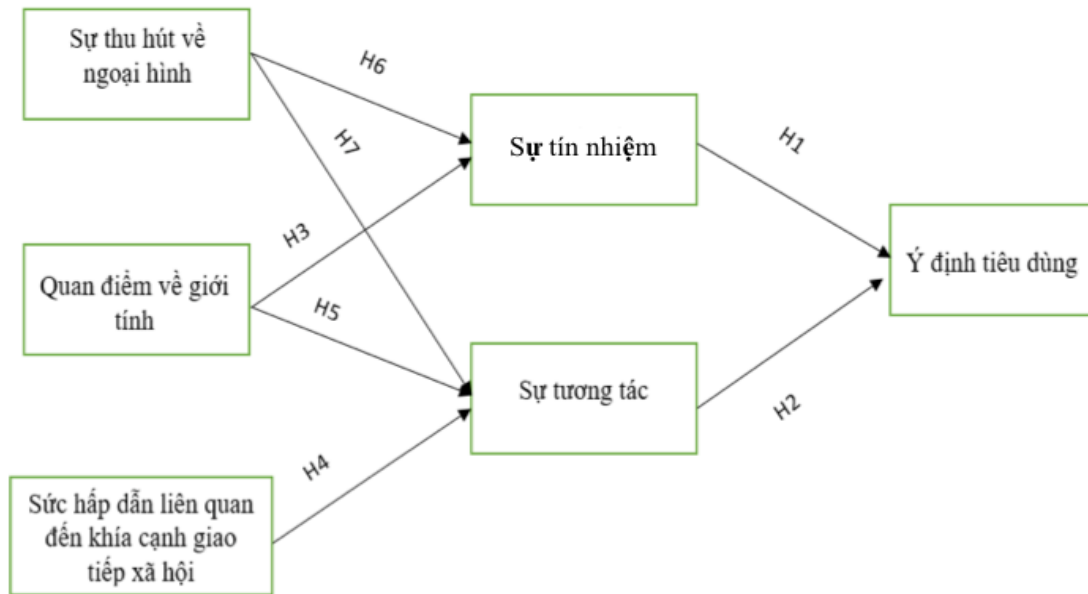 Sự thu hút về
ngoại hình
H6
H7
Sự tín nhiệm
H1
H3
Quan điểm về giới
tính
H5
Ý định tiêu dùng
Sự tương tác
H2
H4
Sức hấp dẫn liên quan
đến khía cạnh giao
tiếp xã hội